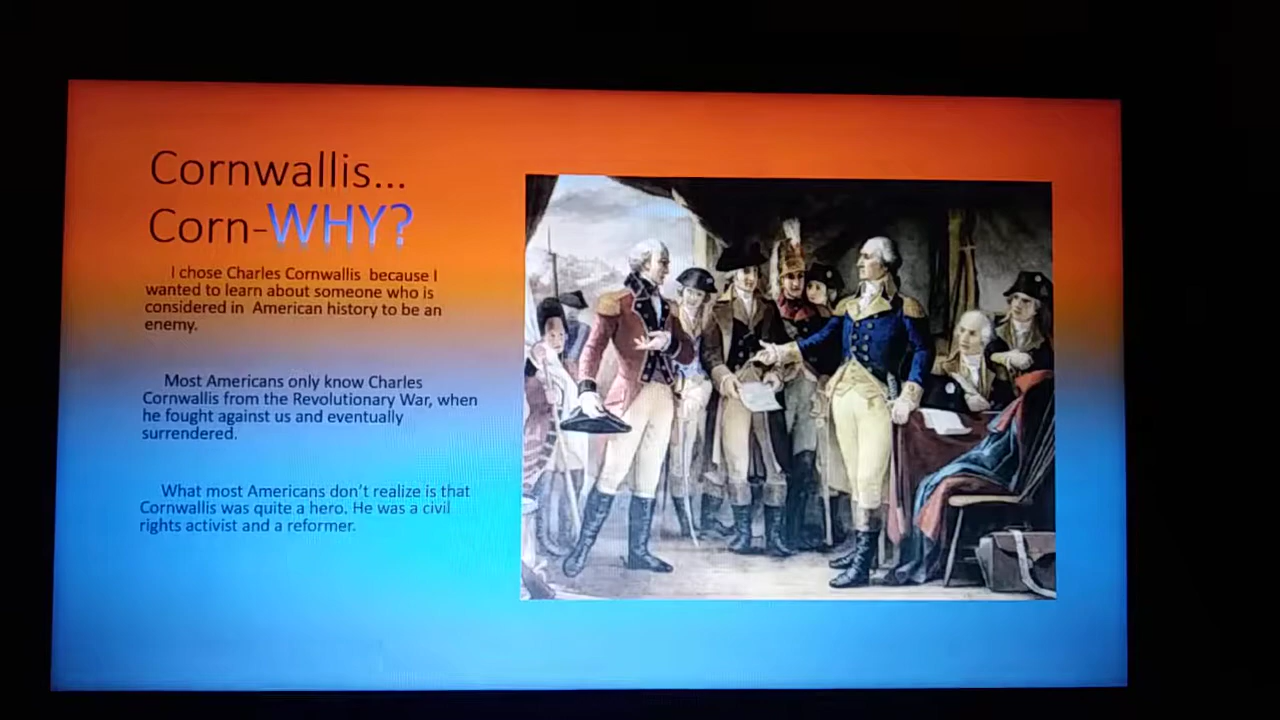 Cornwallis...
Corn-WHY?
I chose Charles Cornwallis because I
wanted to learn about someone who is
considered in American history to be an
enemy.
Most Americans only know Charles
Cornwallis from the Revolutionary War, when
he fought against us and eventually
surrendered.
What most Americans don't realize is that
Cornwallis was quite a hero. He was a civil
rights activist and a reformer.